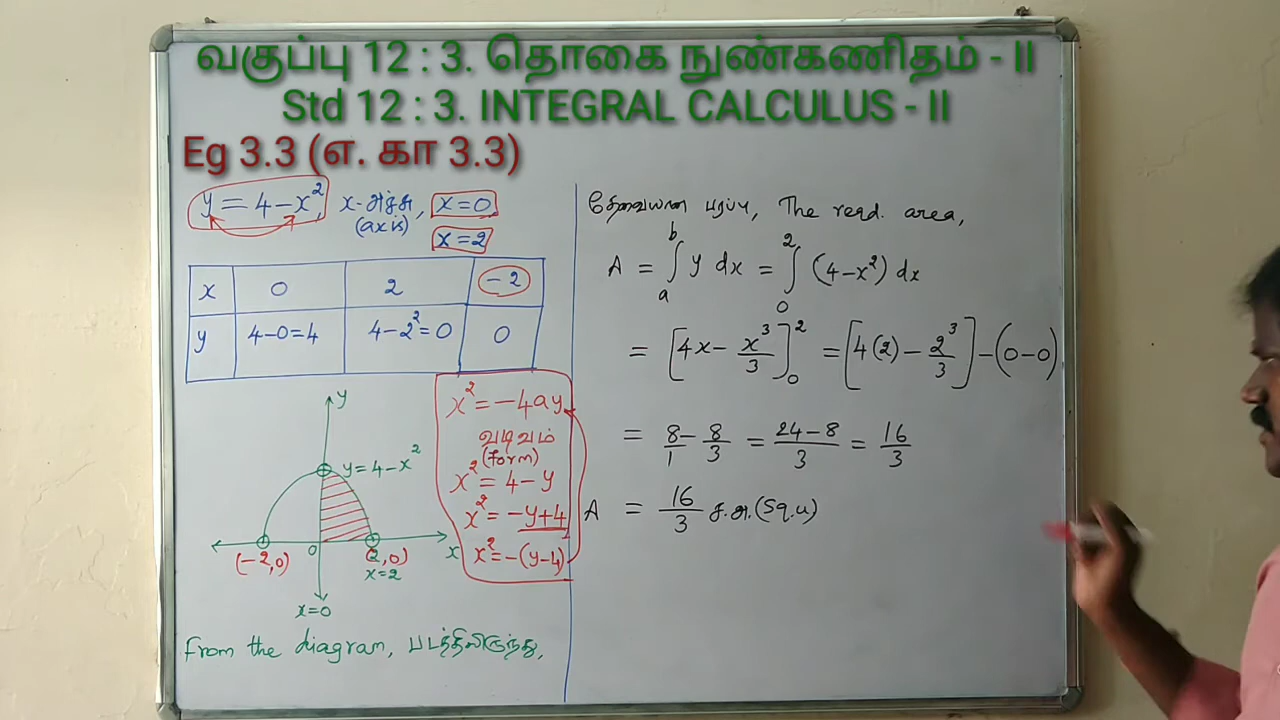 வகுப்பு 12 : 3. தொகை நுண்கணிதம் - II
Std 12 : 3. INTEGRAL CALCULUS - II
Eg 3.3 (எ. கா 3.3)
y = 4 - x², x-அச்சு (axis), x=0
x=2
x 0 2 -2
y 4-0=4 4-2²=0 0
x² = -4ay
வடிவம்
(form)
x² = 4 - y
x² = -y+4
x² = -(y-4)
y
y = 4 - x²
0
x
(-2,0)
(2,0)
x=2
x=0
From the diagram, படத்திலிருந்து,
தேவையான பரப்பு, The reqd. area,
A = ∫ₐᵇ y dx = ∫₀² (4-x²) dx
= [4x - x³/3]₀² = [4(2) - 2³/3] - (0-0)
= 8/1 - 8/3 = 24-8/3 = 16/3
A = 16/3 ச.அ.(Sq.u)